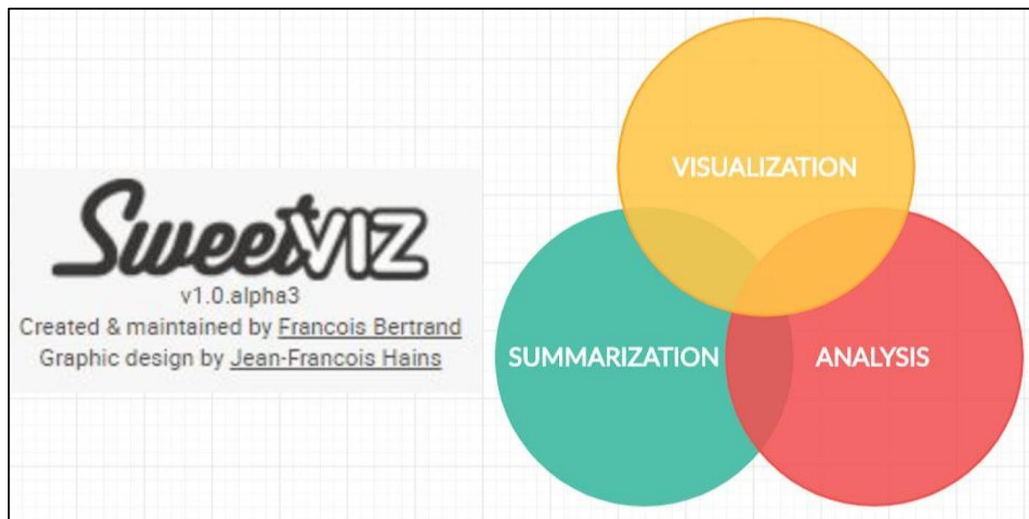 SweetVIZ
v1.0.alpha3
Created & maintained by Francois Bertrand
Graphic design by Jean-Francois Hains
VISUALIZATION
SUMMARIZATION
ANALYSIS